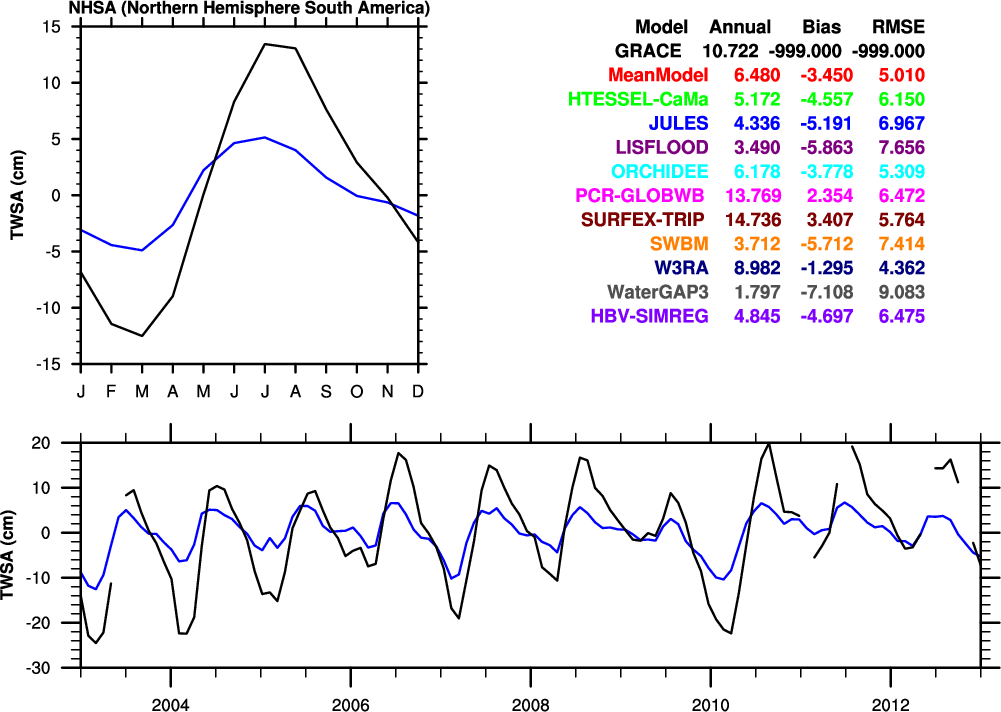 NHSA (Northern Hemisphere South America)
15
10
5
0
-5
-10
-15
TWSA (cm)
J F M A M J J A S O N D
Model Annual Bias RMSE
GRACE 10.722 -999.000 -999.000
MeanModel 6.480 -3.450 5.010
HTESSEL-CaMa 5.172 -4.557 6.150
JULES 4.336 -5.191 6.967
LISFLOOD 3.490 -5.863 7.656
ORCHIDEE 6.178 -3.778 5.309
PCR-GLOBWB 13.769 2.354 6.472
SURFEX-TRIP 14.736 3.407 5.764
SWBM 3.712 -5.712 7.414
W3RA 8.982 -1.295 4.362
WaterGAP3 1.797 -7.108 9.083
HBV-SIMREG 4.845 -4.697 6.475
20
10
0
-10
-20
-30
TWSA (cm)
2004 2006 2008 2010 2012